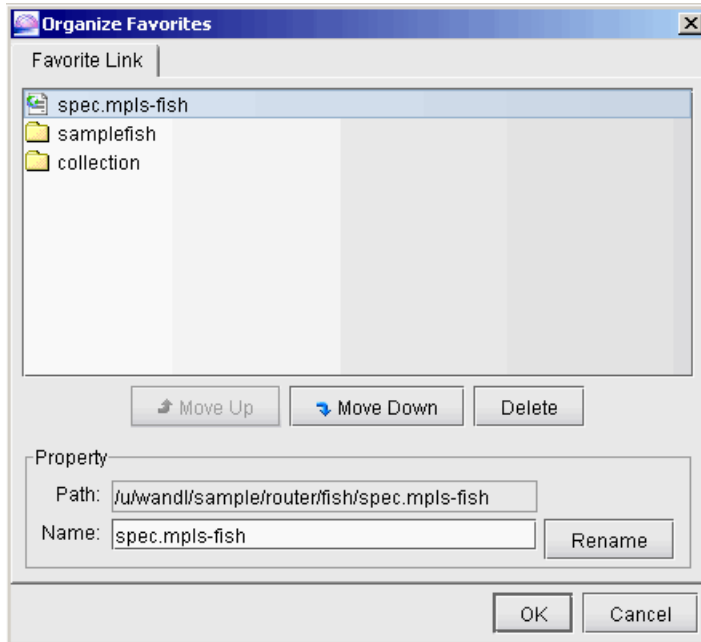 Organize Favorites
Favorite Link
spec.mpls-fish
samplefish
collection
Move Up Move Down Delete
Property
Path: /u/wandl/sample/router/fish/spec.mpls-fish
Name: spec.mpls-fish Rename
OK Cancel